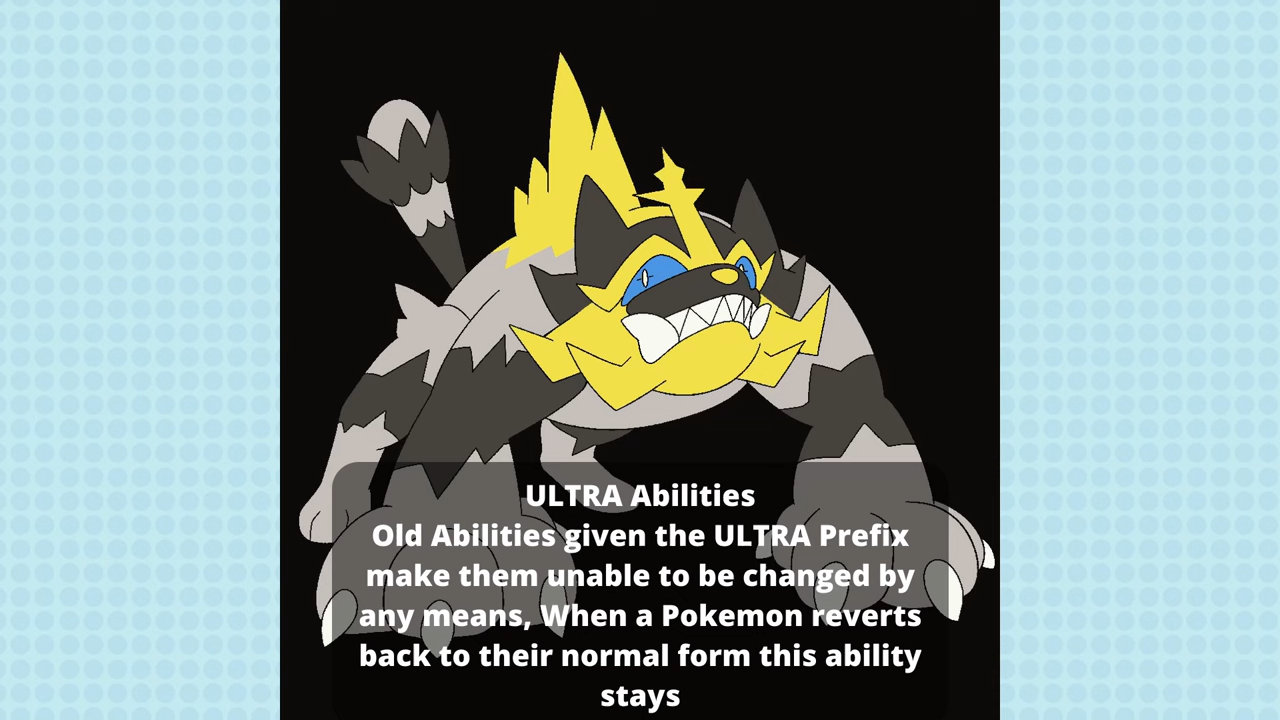 ULTRA Abilities
Old Abilities given the ULTRA Prefix
make them unable to be changed by
any means, When a Pokemon reverts
back to their normal form this ability
stays